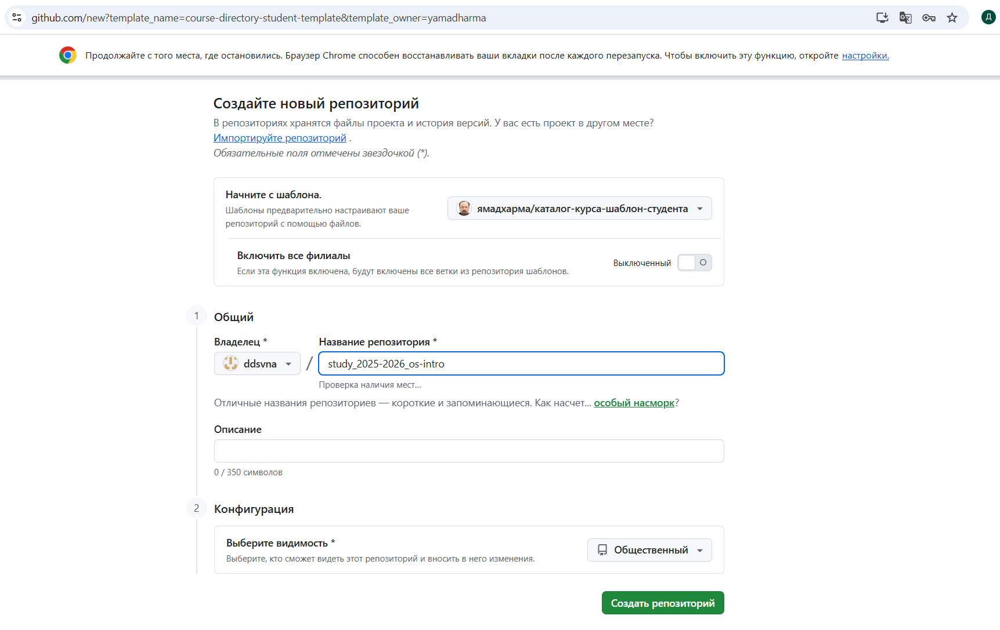 github.com/new?template_name=course-directory-student-template&template_owner=yamadharma
Д
Продолжайте с того места, где остановились. Браузер Chrome способен восстанавливать ваши вкладки после каждого перезапуска. Чтобы включить эту функцию, откройте настройки.
Создайте новый репозиторий
В репозиториях хранятся файлы проекта и история версий. У вас есть проект в другом месте?
Импортируйте репозиторий .
Обязательные поля отмечены звездочкой (*).
Начните с шаблона.
Шаблоны предварительно настраивают ваше
репозиторий с помощью файлов.
ямадхарма/каталог-курса-шаблон-студента
Включить все филиалы
Если эта функция включена, будут включены все ветки из репозитория шаблонов.
Выключенный
1 Общий
Владелец * Название репозитория *
ddsvna / study_2025-2026_os-intro
Проверка наличия мест...
Отличные названия репозиториев — короткие и запоминающиеся. Как насчет... особый насморк?
Описание
0 / 350 символов
2 Конфигурация
Выберите видимость *
Выберите, кто сможет видеть этот репозиторий и вносить в него изменения.
Общественный
Создать репозиторий